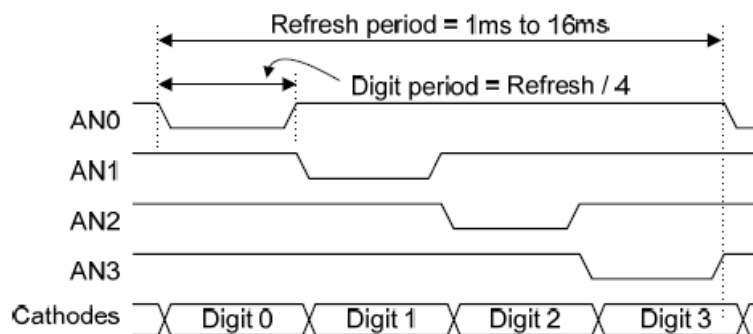 Refresh period = 1ms to 16ms
Digit period = Refresh / 4
AN0
AN1
AN2
AN3
Cathodes Digit 0 Digit 1 Digit 2 Digit 3